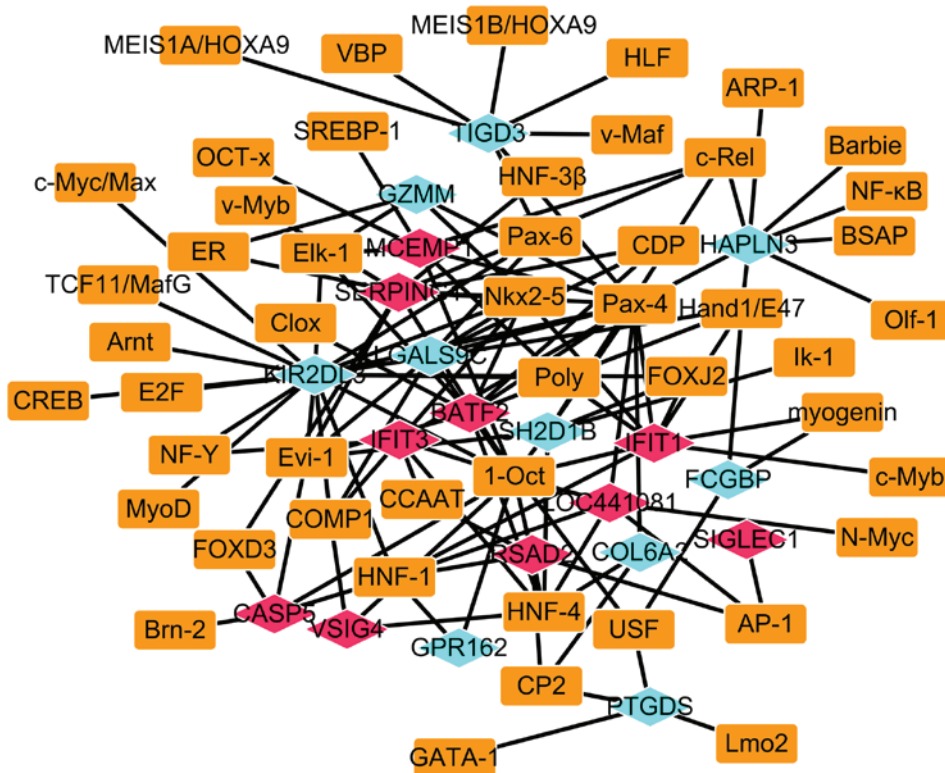 MEIS1B/HOXA9
MEIS1A/HOXA9
VBP
HLF
ARP-1
SREBP-1
TIGD3
v-Maf
OCT-x
c-Rel
Barbie
c-Myc/Max
HNF-3β
GZMM
NF-κB
v-Myb
Pax-6
ER
Elk-1
MCEMP1
CDP
HAPLN3
BSAP
TCF11/MafG
Nkx2-5
Pax-4
Hand1/E47
Clox
Olf-1
Arnt
LGALS9C
Ik-1
KIR2DL3
Poly
FOXJ2
CREB
E2F
BATF2
myogenin
IFIT3
SH2D1B
IFIT1
NF-Y
Evi-1
1-Oct
FCGBP
c-Myb
MyoD
COMP1
CCAAT
LOC441081
FOXD3
RSAD2
COL6A2
SIGLEC1
N-Myc
HNF-1
HNF-4
Brn-2
CASP5
VSIG4
USF
AP-1
GPR162
CP2
PTGDS
GATA-1
Lmo2